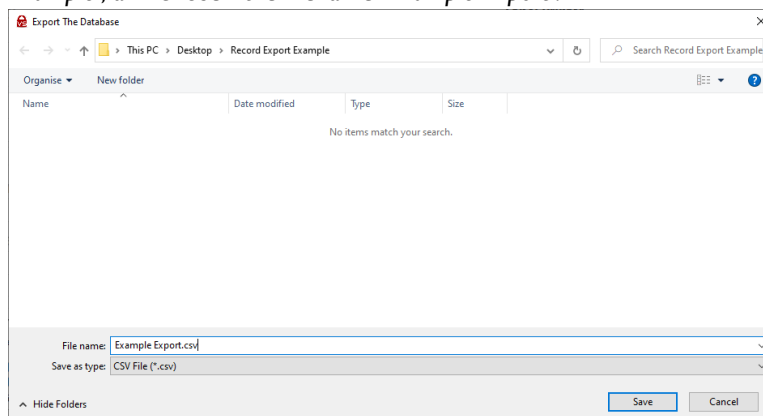 Export The Database
This PC > Desktop > Record Export Example
Search Record Export Example
Organise
New folder
Name
Date modified
Type
Size
No items match your search.
File name: Example Export.csv
Save as type: CSV File (*.csv)
Hide Folders
Save
Cancel